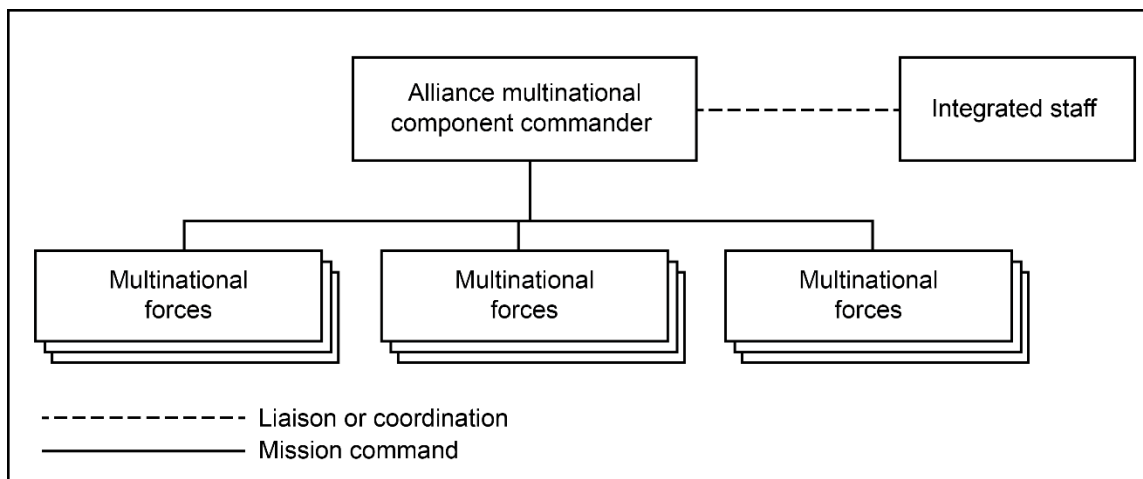 Alliance multinational
component commander
Integrated staff
Multinational
forces
Multinational
forces
Multinational
forces
Liaison or coordination
Mission command